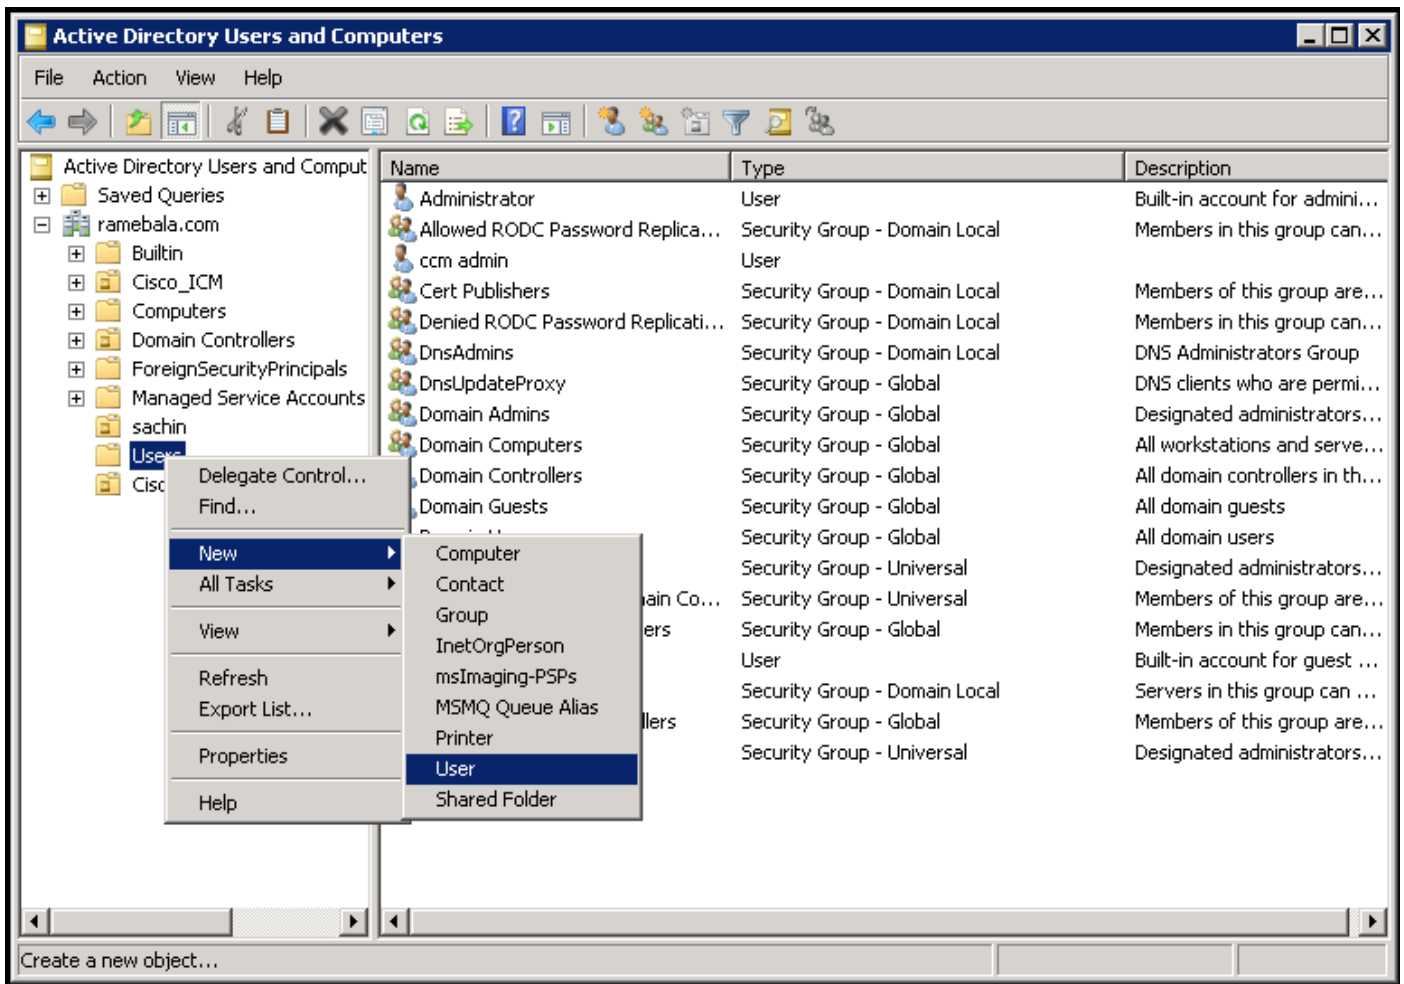 Active Directory Users and Computers
File Action View Help
Active Directory Users and Comput
Saved Queries
ramebala.com
Builtin
Cisco_ICM
Computers
Domain Controllers
ForeignSecurityPrincipals
Managed Service Accounts
sachin
Users
Cisc
Delegate Control...
Find...
New
All Tasks
View
Refresh
Export List...
Properties
Help
Computer
Contact
Group
InetOrgPerson
msImaging-PSPs
MSMQ Queue Alias
Printer
User
Shared Folder
Name Type Description
Administrator User Built-in account for admini...
Allowed RODC Password Replica... Security Group - Domain Local Members in this group can...
ccm admin User
Cert Publishers Security Group - Domain Local Members of this group are...
Denied RODC Password Replicati... Security Group - Domain Local Members in this group can...
DnsAdmins Security Group - Domain Local DNS Administrators Group
DnsUpdateProxy Security Group - Global DNS clients who are permi...
Domain Admins Security Group - Global Designated administrators...
Domain Computers Security Group - Global All workstations and serve...
Domain Controllers Security Group - Global All domain controllers in th...
Domain Guests Security Group - Global All domain guests
Security Group - Global All domain users
Security Group - Universal Designated administrators...
ain Co... Security Group - Universal Members of this group are...
ers Security Group - Global Members in this group can...
User Built-in account for guest ...
Security Group - Domain Local Servers in this group can ...
llers Security Group - Global Members of this group are...
Security Group - Universal Designated administrators...
Create a new object...